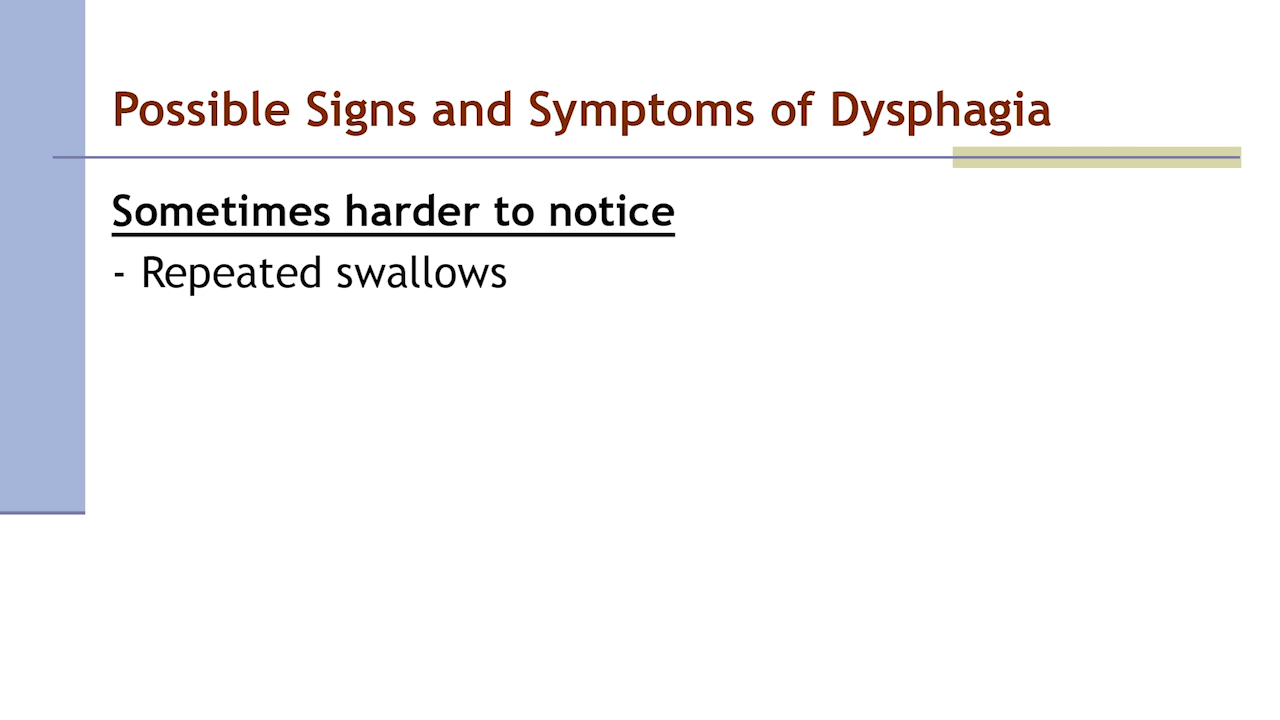 Possible Signs and Symptoms of Dysphagia
Sometimes harder to notice
- Repeated swallows